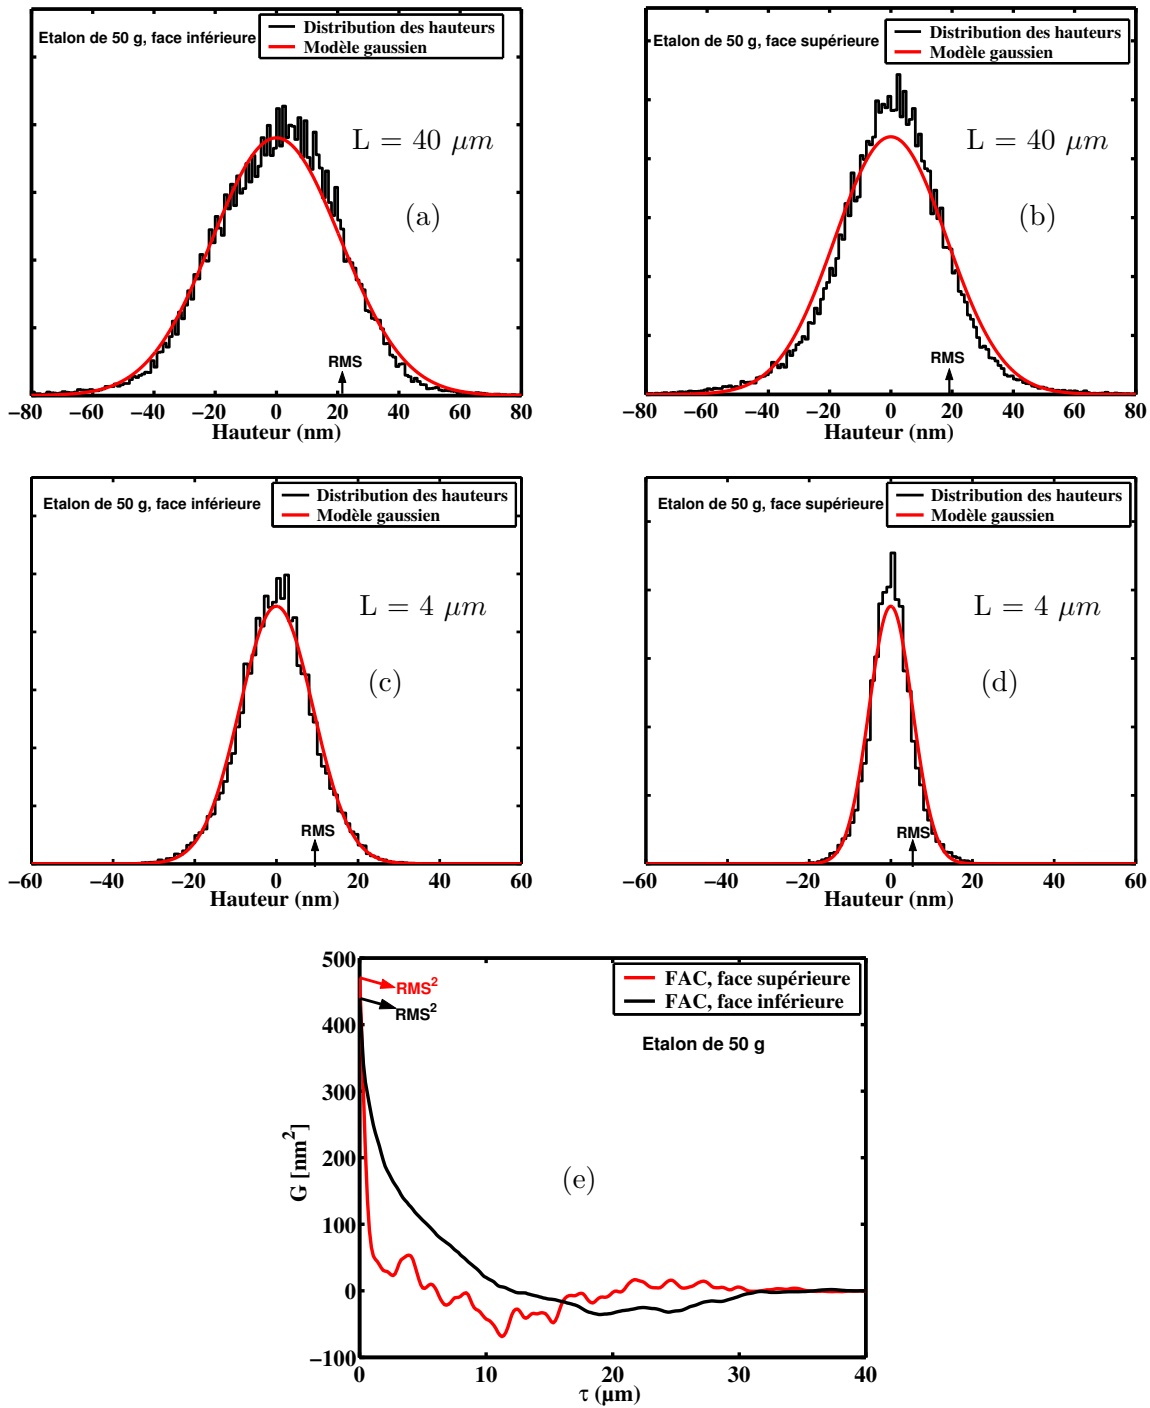 Etalon de 50 g, face inférieure
Distribution des hauteurs
Modèle gaussien
L = 40 µm
(a)
RMS
−80 −60 −40 −20 0 20 40 60 80
Hauteur (nm)
Etalon de 50 g, face supérieure
Distribution des hauteurs
Modèle gaussien
L = 40 µm
(b)
RMS
−80 −60 −40 −20 0 20 40 60 80
Hauteur (nm)
Etalon de 50 g, face inférieure
Distribution des hauteurs
Modèle gaussien
L = 4 µm
(c)
RMS
−60 −40 −20 0 20 40 60
Hauteur (nm)
Etalon de 50 g, face supérieure
Distribution des hauteurs
Modèle gaussien
L = 4 µm
(d)
RMS
−60 −40 −20 0 20 40 60
Hauteur (nm)
500
400
300
200
100
0
−100
G [nm²]
RMS²
RMS²
FAC, face supérieure
FAC, face inférieure
Etalon de 50 g
(e)
0 10 20 30 40
τ (µm)